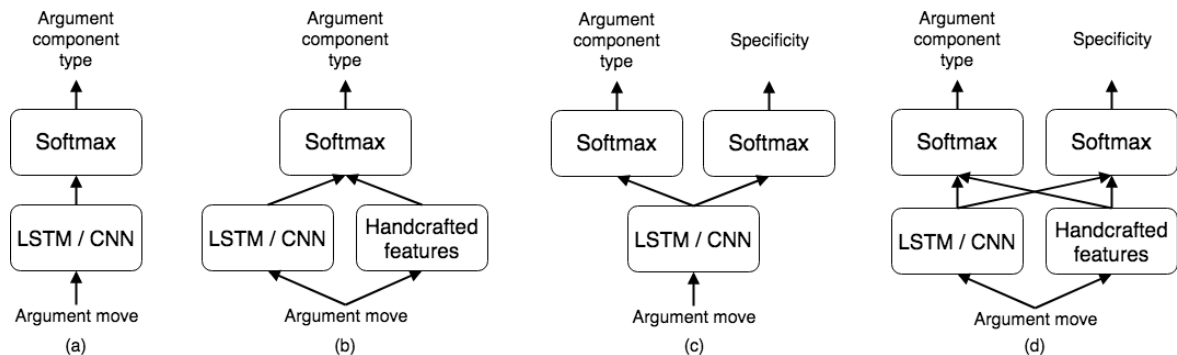 Argument
component
type
Softmax
LSTM / CNN
Argument move
(a)
Argument
component
type
Softmax
LSTM / CNN
Handcrafted
features
Argument move
(b)
Argument
component
type
Specificity
Softmax
Softmax
LSTM / CNN
Argument move
(c)
Argument
component
type
Specificity
Softmax
Softmax
LSTM / CNN
Handcrafted
features
Argument move
(d)